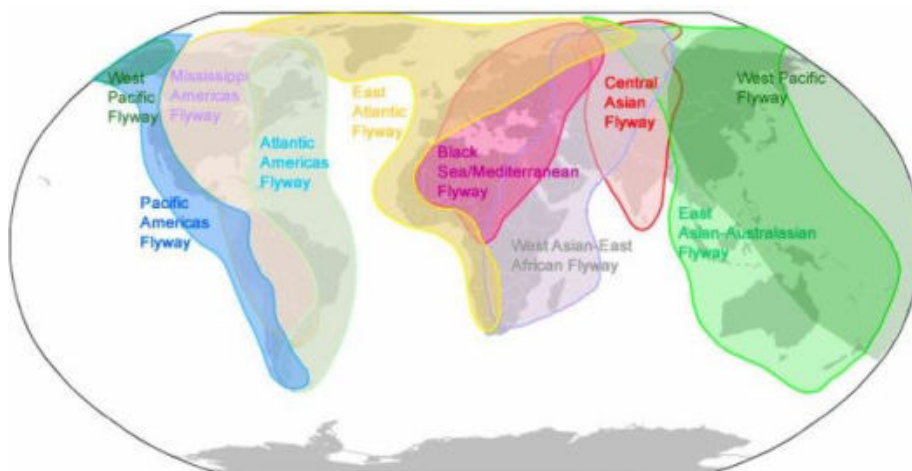 West
Pacific
Flyway
Mississippi
Americas
Flyway
Pacific
Americas
Flyway
Atlantic
Americas
Flyway
East
Atlantic
Flyway
Black
Sea/Mediterranean
Flyway
West Asian-East
African Flyway
Central
Asian
Flyway
West Pacific
Flyway
East
Asian-Australasian
Flyway